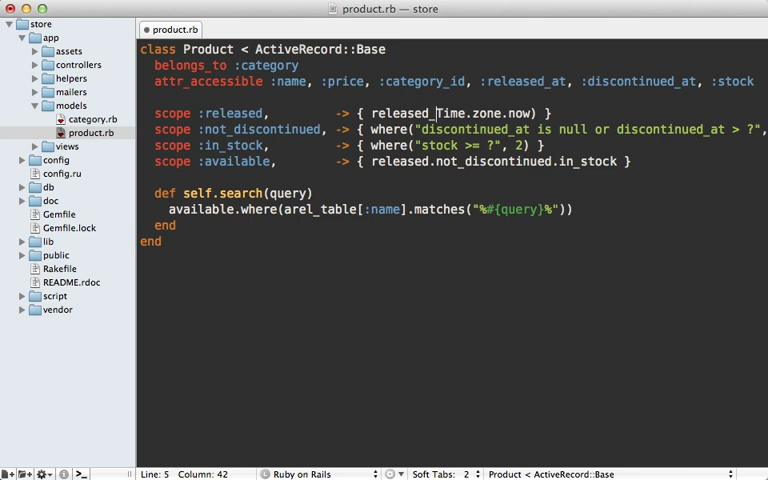 product.rb — store
store
app
assets
controllers
helpers
mailers
models
category.rb
product.rb
views
config
config.ru
db
doc
Gemfile
Gemfile.lock
lib
public
Rakefile
README.rdoc
script
vendor
product.rb
class Product < ActiveRecord::Base
belongs_to :category
attr_accessible :name, :price, :category_id, :released_at, :discontinued_at, :stock
scope :released, -> { released_Time.zone.now) }
scope :not_discontinued, -> { where("discontinued_at is null or discontinued_at > ?",
scope :in_stock, -> { where("stock >= ?", 2) }
scope :available, -> { released.not_discontinued.in_stock }
def self.search(query)
available.where(arel_table[:name].matches("%#{query}%"))
end
end
Line: 5 Column: 42 Ruby on Rails Soft Tabs: 2 Product < ActiveRecord::Base